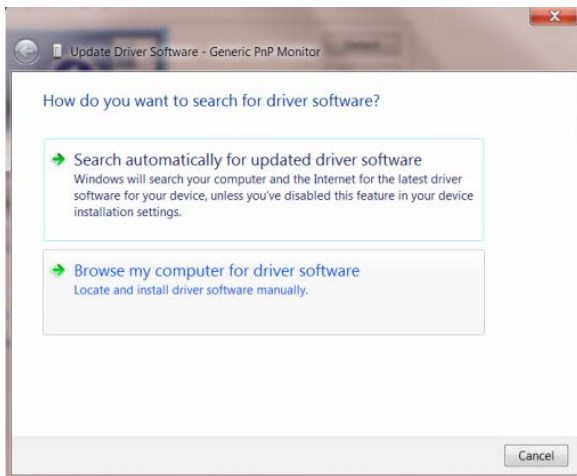 Update Driver Software - Generic PnP Monitor
How do you want to search for driver software?
Search automatically for updated driver software
Windows will search your computer and the Internet for the latest driver
software for your device, unless you've disabled this feature in your device
installation settings.
Browse my computer for driver software
Locate and install driver software manually.
Cancel